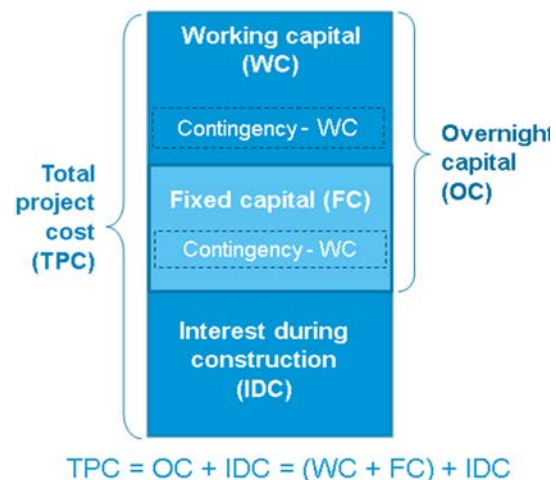 Working capital
(WC)
Contingency - WC
Fixed capital (FC)
Contingency - WC
Interest during
construction
(IDC)
Total
project
cost
(TPC)
Overnight
capital
(OC)
TPC = OC + IDC = (WC + FC) + IDC